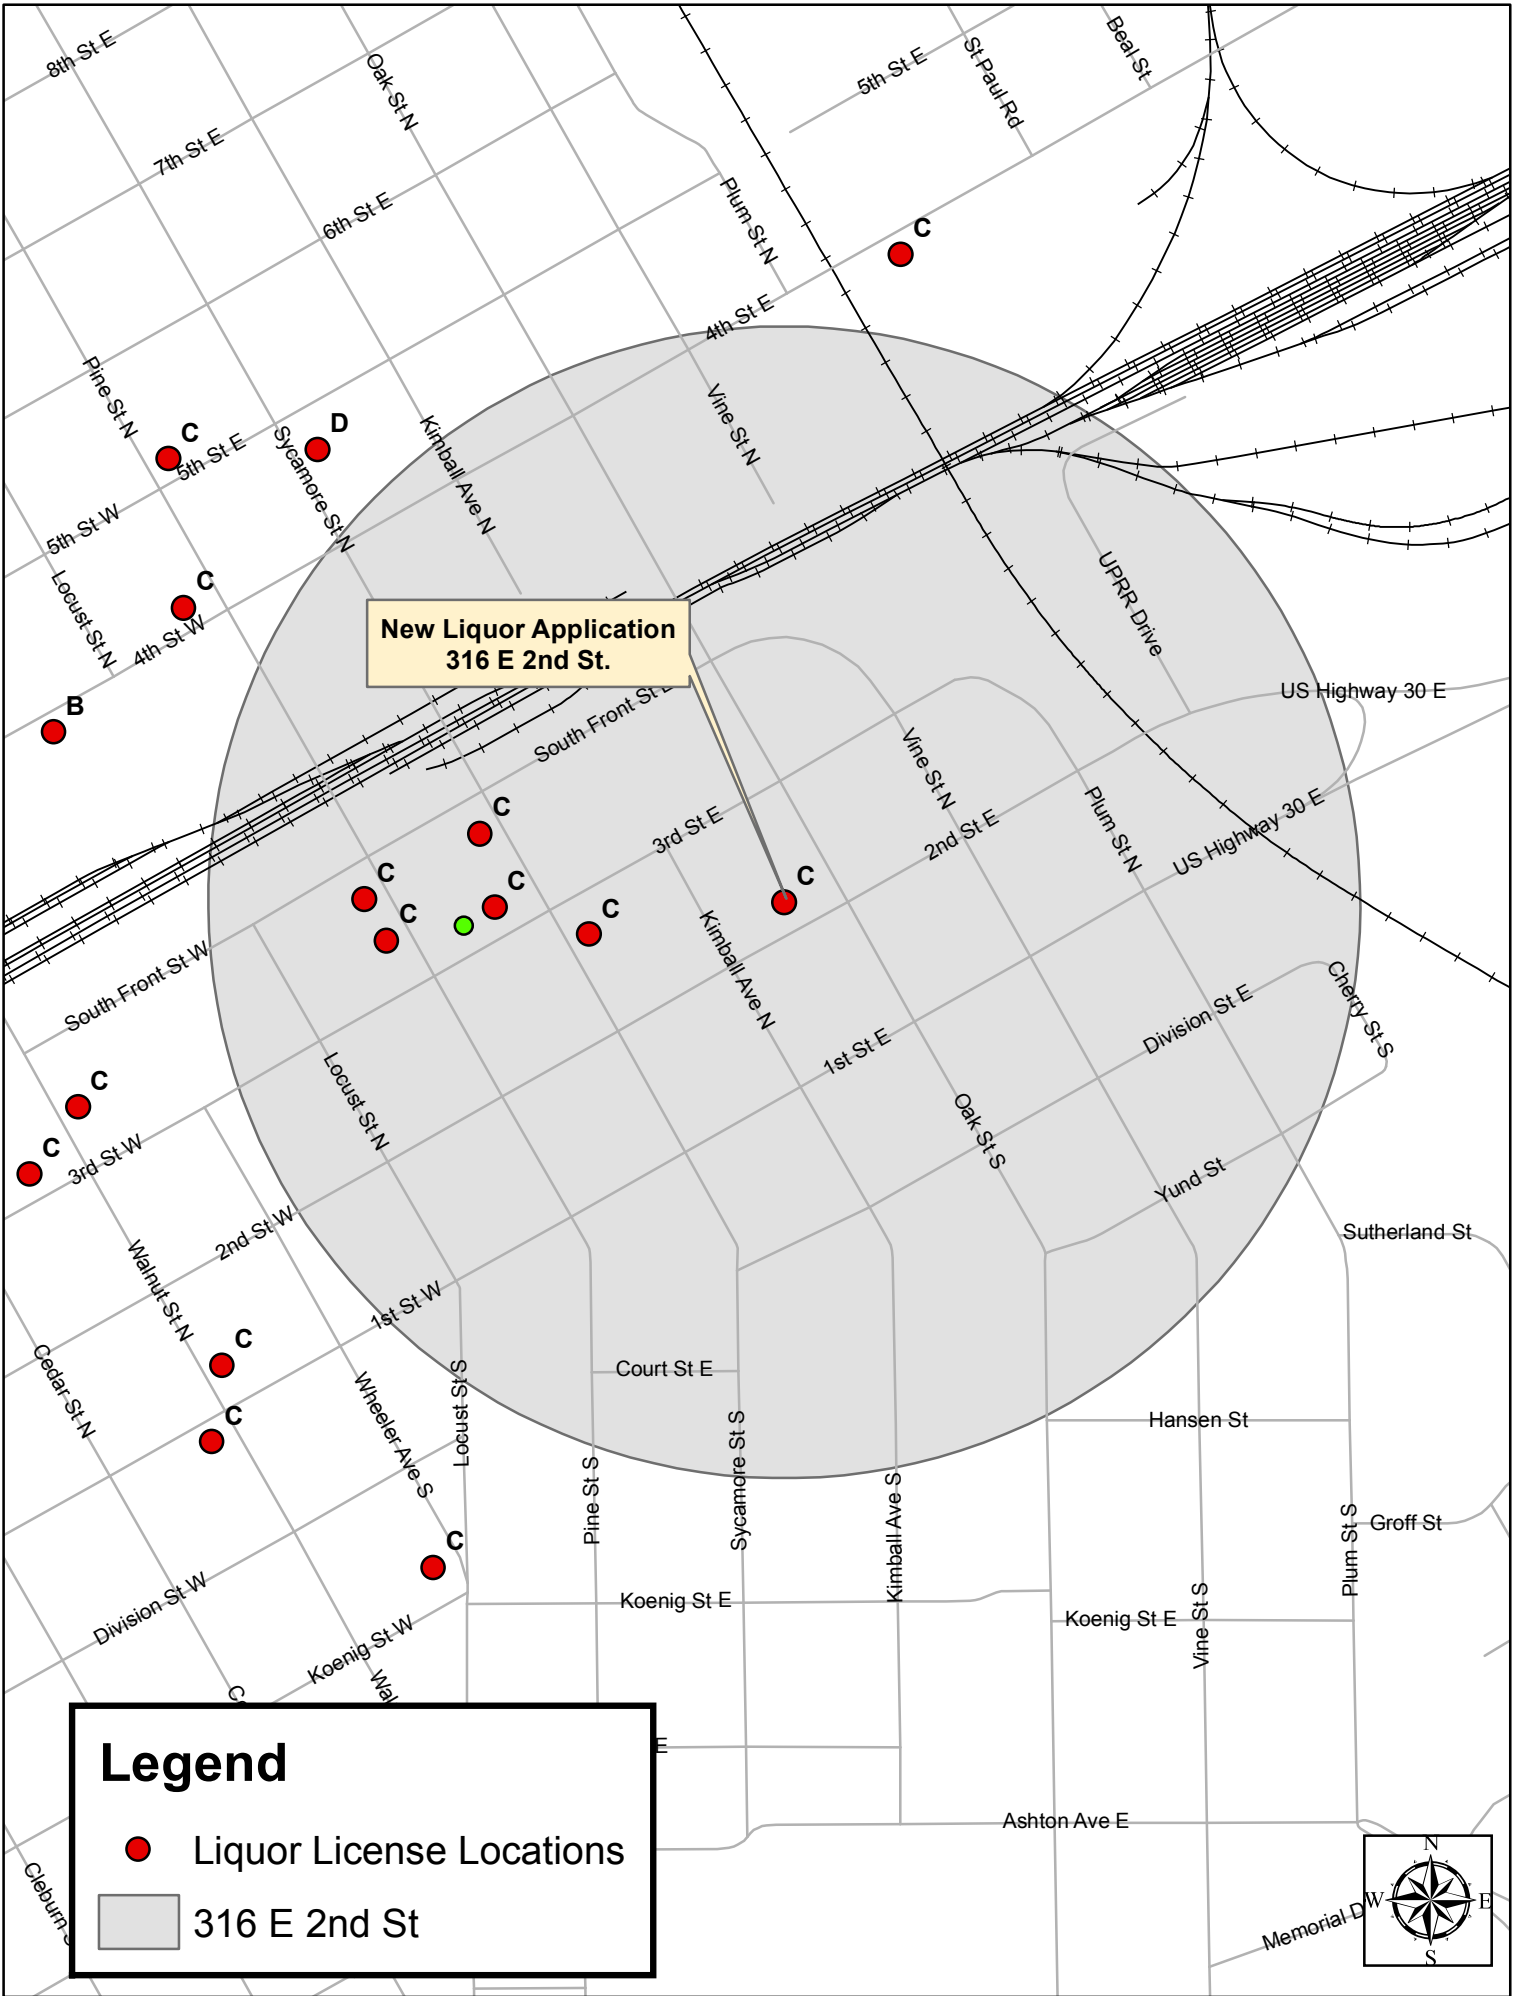 8th St E
Oak St N
5th St E
St Paul Rd
Beal St
7th St E
6th St E
Plum St N
C
4th St E
Pine St N
C
5th St E
D
Sycamore St N
Kimball Ave N
Vine St N
5th St W
Locust St N
C
4th St W
UPRR Drive
New Liquor Application
316 E 2nd St.
B
South Front St E
US Highway 30 E
Vine St N
Plum St N
C
3rd St E
2nd St E
US Highway 30 E
C
C
C
C
C
Kimball Ave N
South Front St W
1st St E
Division St E
Cherry St S
C
C
3rd St W
Locust St N
Oak St S
Yund St
2nd St W
Sutherland St
Walnut St N
1st St W
C
Cedar St N
Court St E
Locust St S
Wheeler Ave S
C
Sycamore St S
Hansen St
Pine St S
Kimball Ave S
Plum St S
Groff St
C
Division St W
Koenig St W
Koenig St E
Koenig St E
Vine St S
Wal
E
Ashton Ave E
Legend
Liquor License Locations
316 E 2nd St
Cleburn S
Memorial D
N
W
E
S